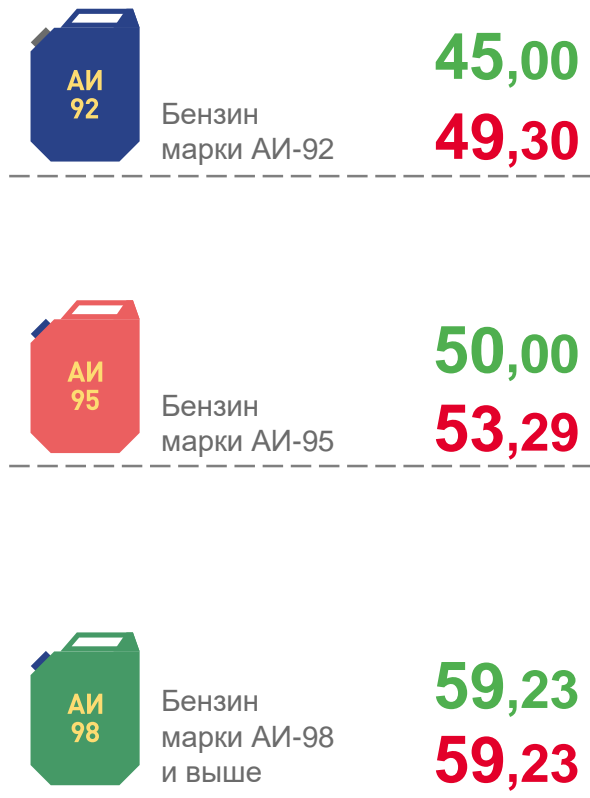 АИ
92
Бензин
марки АИ-92
45,00
49,30
АИ
95
Бензин
марки АИ-95
50,00
53,29
АИ
98
Бензин
марки АИ-98
и выше
59,23
59,23